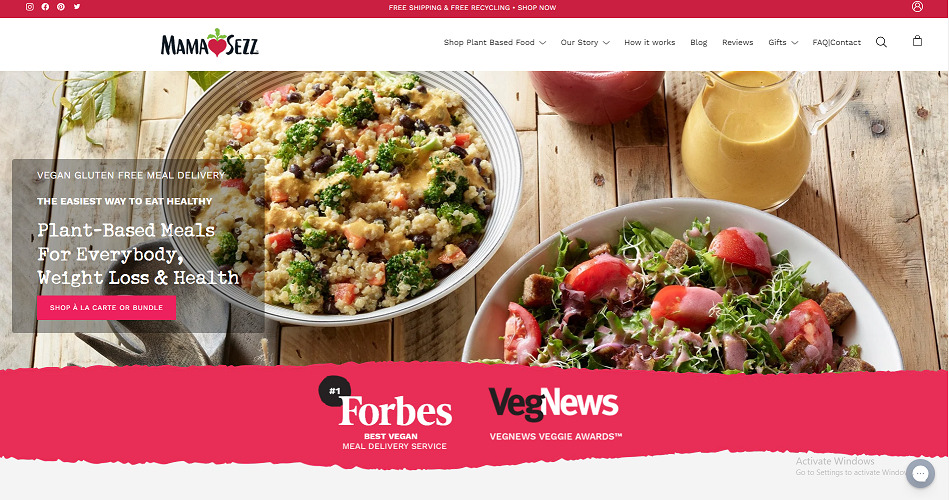 FREE SHIPPING & FREE RECYCLING • SHOP NOW
MAMA SEZZ
Shop Plant Based Food
Our Story
How it works
Blog
Reviews
Gifts
FAQ|Contact
VEGAN GLUTEN FREE MEAL DELIVERY
THE EASIEST WAY TO EAT HEALTHY
Plant-Based Meals
For Everybody,
Weight Loss & Health
SHOP À LA CARTE OR BUNDLE
#1
Forbes
BEST VEGAN
MEAL DELIVERY SERVICE
VegNews
VEGNEWS VEGGIE AWARDS™
Activate Windows
Go to Settings to activate Windows